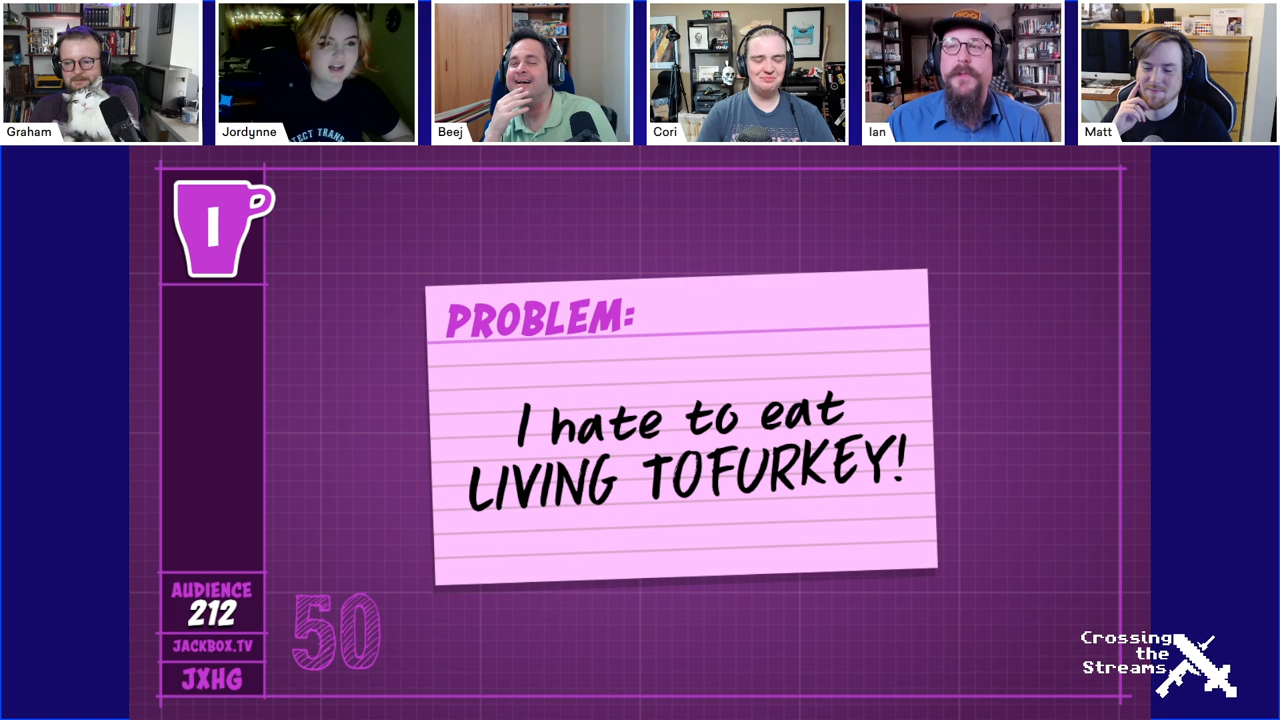 Graham
Jordynne
Beej
Cori
Ian
Matt
1
PROBLEM:
I hate to eat
LIVING TOFURKEY!
AUDIENCE
212
JACKBOX.TV
JXHG
50
Crossing
the
Streams